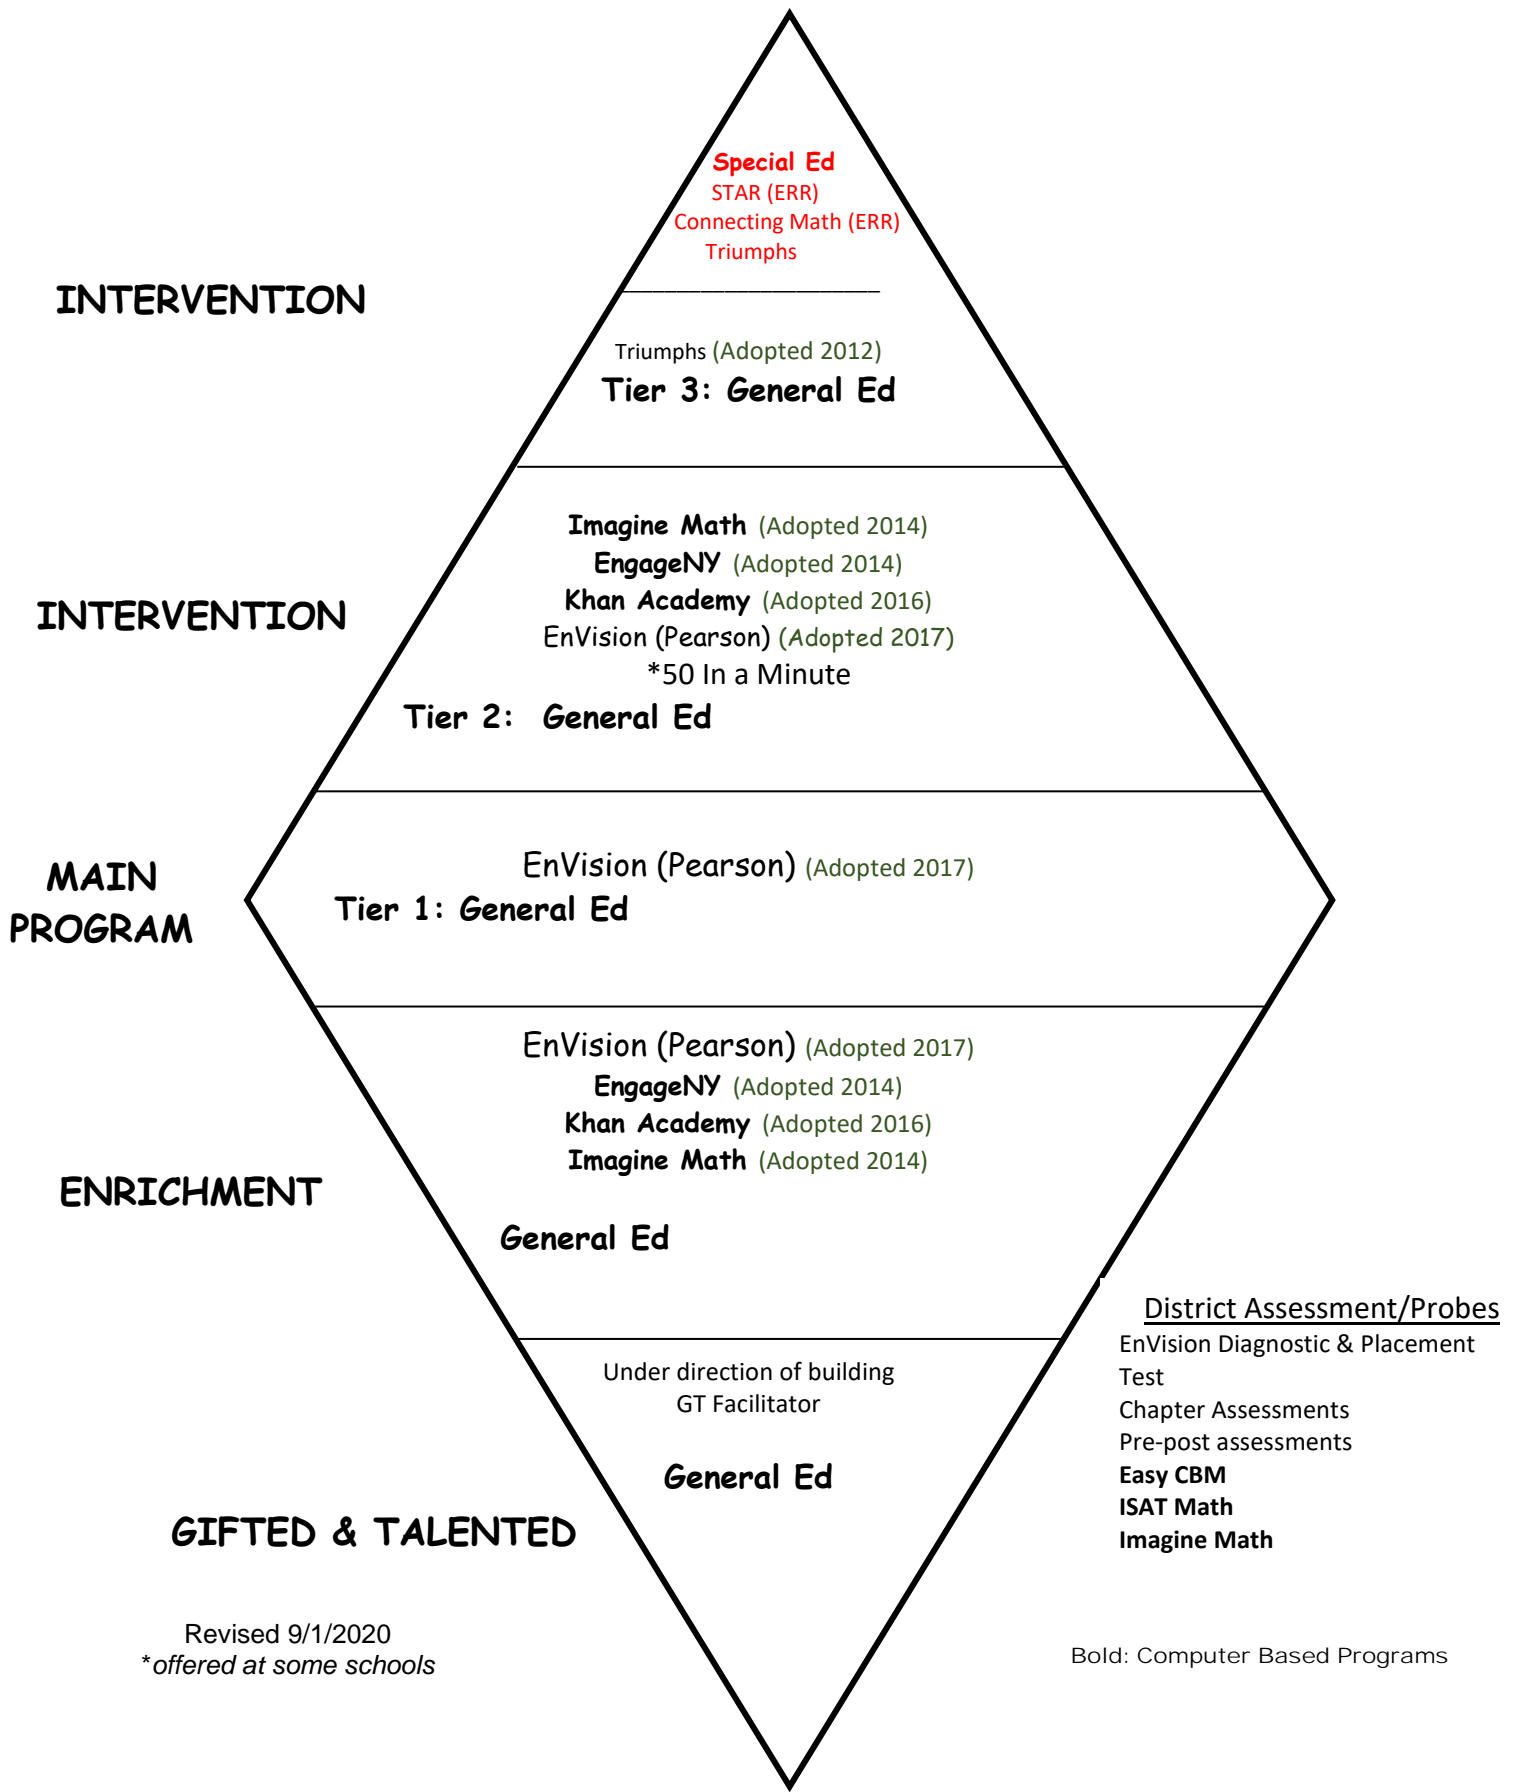 Special Ed
STAR (ERR)
Connecting Math (ERR)
Triumphs
INTERVENTION
Triumphs (Adopted 2012)
Tier 3: General Ed
Imagine Math (Adopted 2014)
EngageNY (Adopted 2014)
Khan Academy (Adopted 2016)
INTERVENTION
EnVision (Pearson) (Adopted 2017)
*50 In a Minute
Tier 2: General Ed
MAIN
PROGRAM
EnVision (Pearson) (Adopted 2017)
Tier 1: General Ed
EnVision (Pearson) (Adopted 2017)
EngageNY (Adopted 2014)
Khan Academy (Adopted 2016)
Imagine Math (Adopted 2014)
ENRICHMENT
General Ed
Under direction of building
GT Facilitator
General Ed
GIFTED & TALENTED
District Assessment/Probes
EnVision Diagnostic & Placement
Test
Chapter Assessments
Pre-post assessments
Easy CBM
ISAT Math
Imagine Math
Revised 9/1/2020
*offered at some schools
Bold: Computer Based Programs